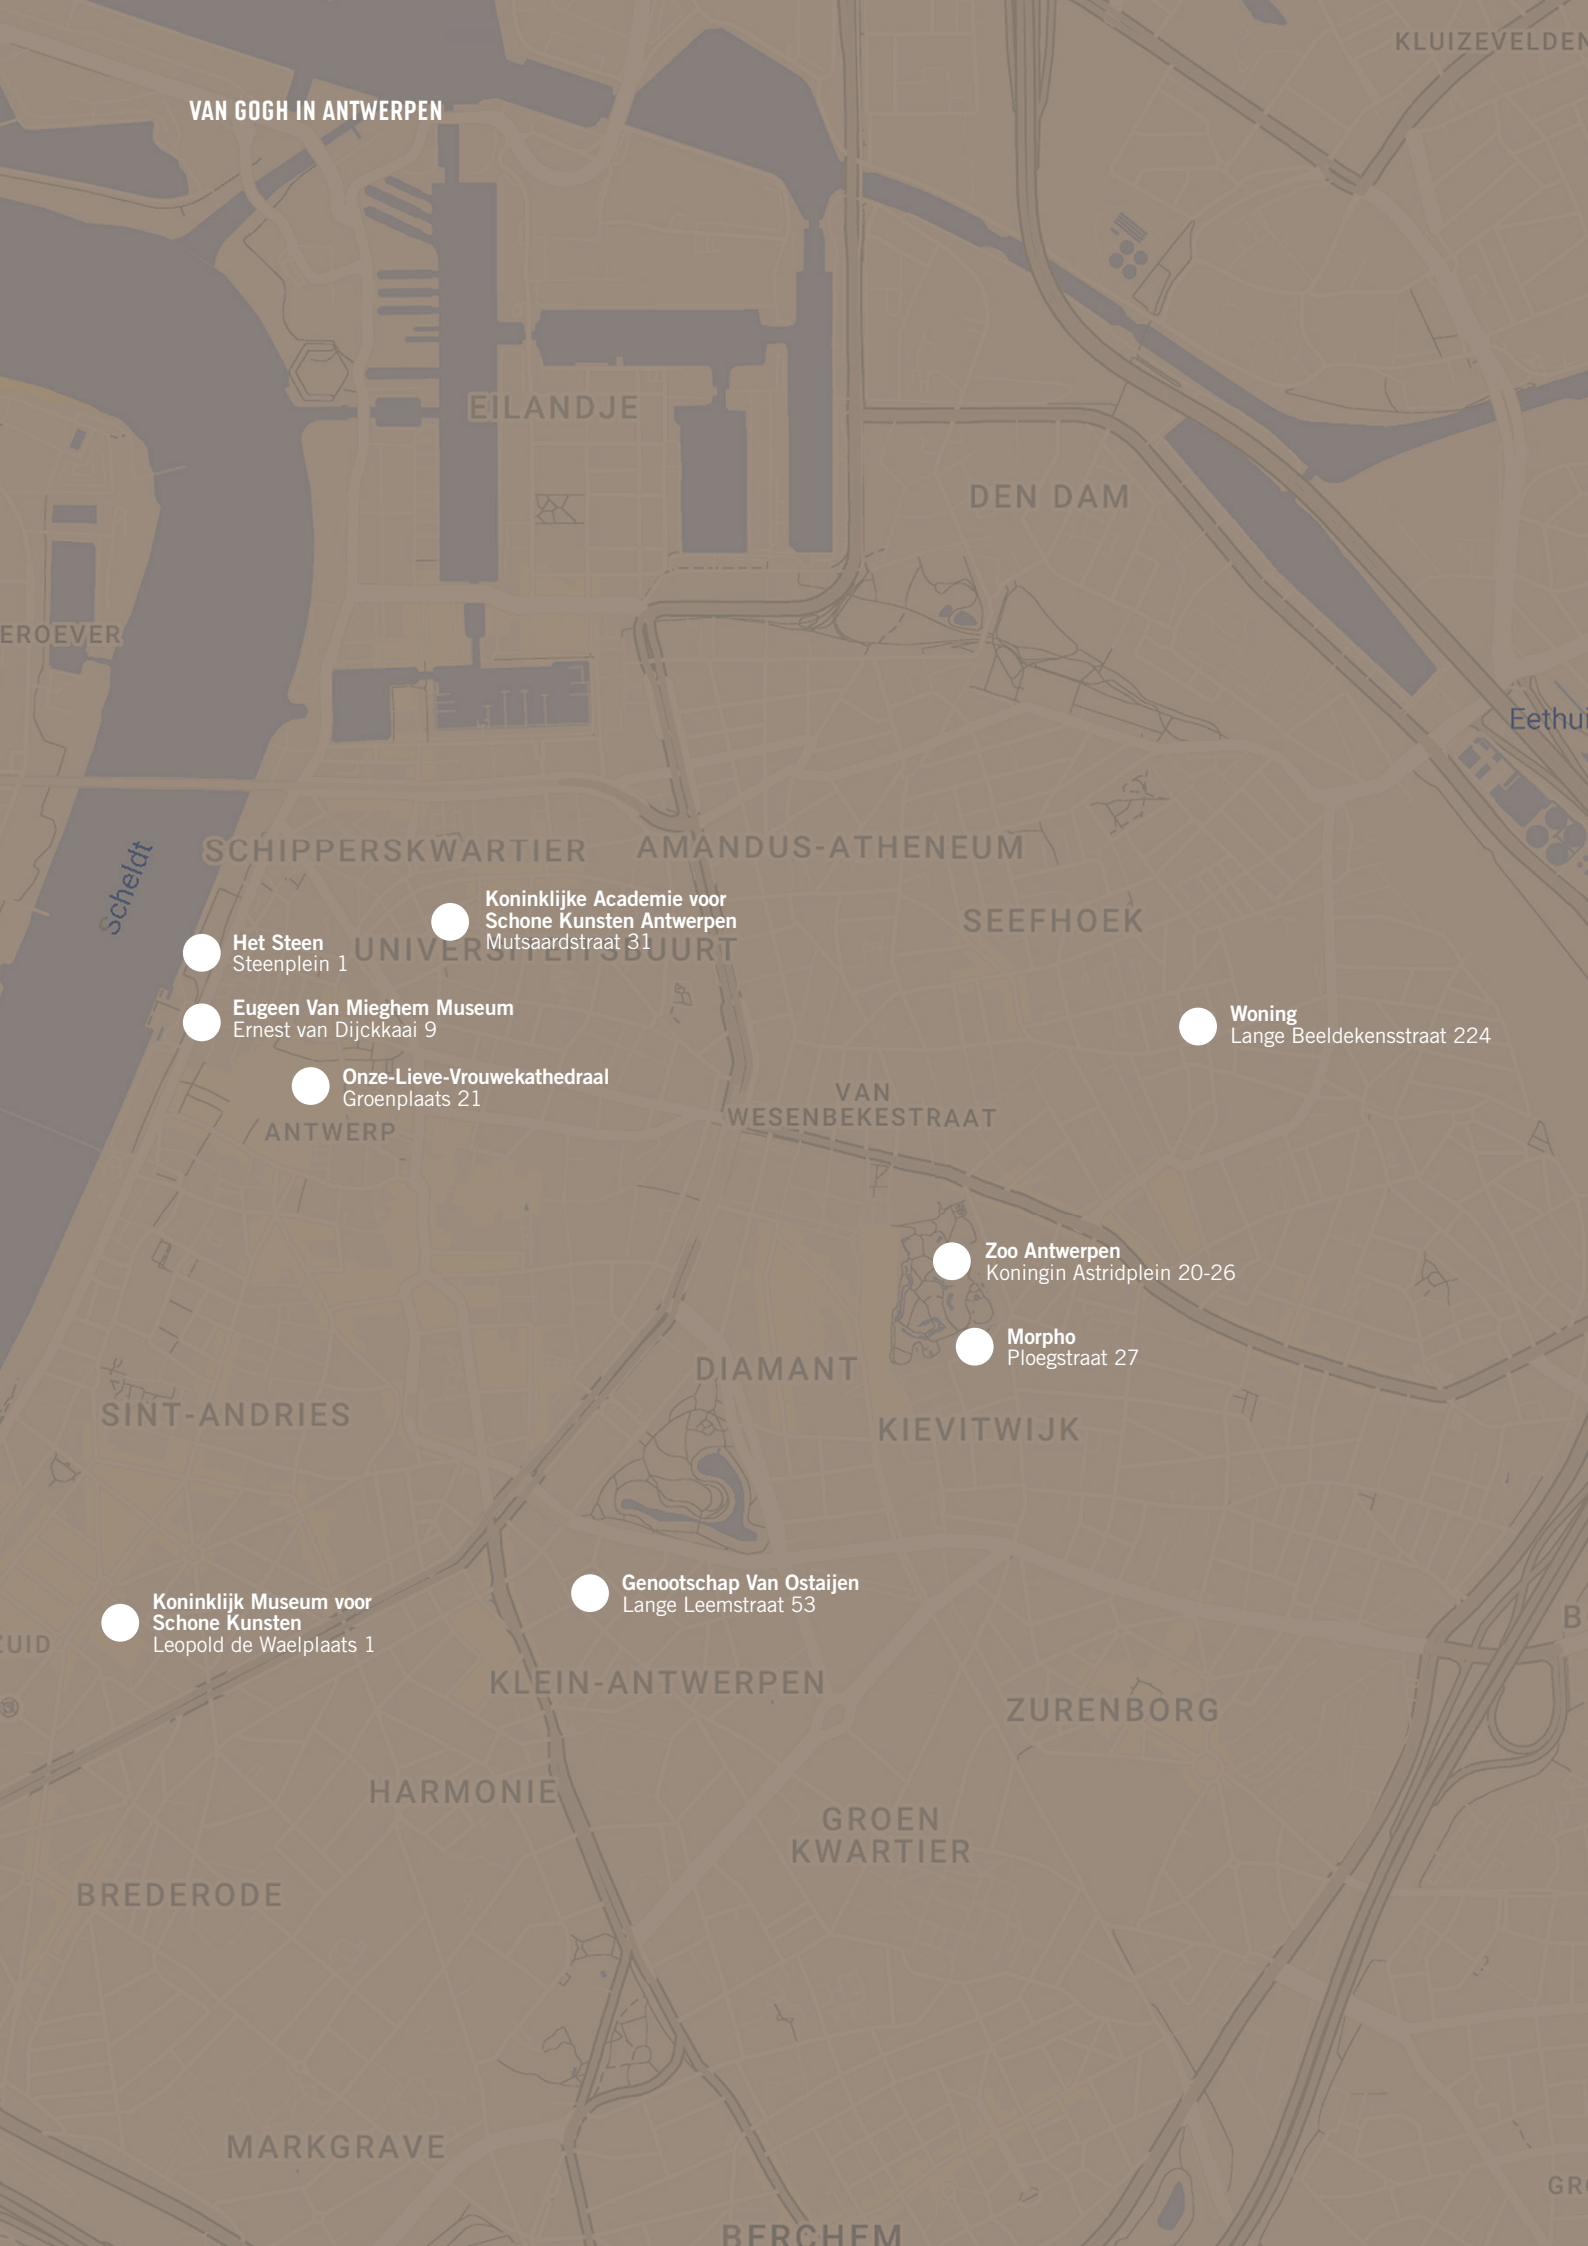 KLUIZEVELDEN
VAN GOGH IN ANTWERPEN
EILANDJE
DEN DAM
EROEVER
Eethui
Scheldt
SCHIPPERSKWARTIER
AMANDUS-ATHENEUM
Koninklijke Academie voor
Schone Kunsten Antwerpen
Mutsaardstraat 31
SEEFHOEK
Het Steen
Steenplein 1
UNIVERSITEITSBUURT
Eugeen Van Mieghem Museum
Ernest van Dijckkaai 9
Woning
Lange Beeldekensstraat 224
Onze-Lieve-Vrouwekathedraal
Groenplaats 21
VAN
WESENBEKESTRAAT
ANTWERP
Zoo Antwerpen
Koningin Astridplein 20-26
Morpho
Ploegstraat 27
DIAMANT
SINT-ANDRIES
KIEVITWIJK
Genootschap Van Ostaijen
Lange Leemstraat 53
Koninklijk Museum voor
Schone Kunsten
Leopold de Waelplaats 1
B
ZUID
KLEIN-ANTWERPEN
ZURENBORG
HARMONIE
GROEN
KWARTIER
BREDERODE
MARKGRAVE
GR
BERCHEM